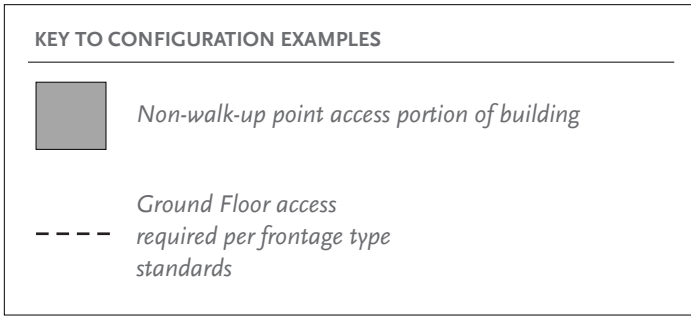 KEY TO CONFIGURATION EXAMPLES
Non-walk-up point access portion of building
Ground Floor access
required per frontage type
standards